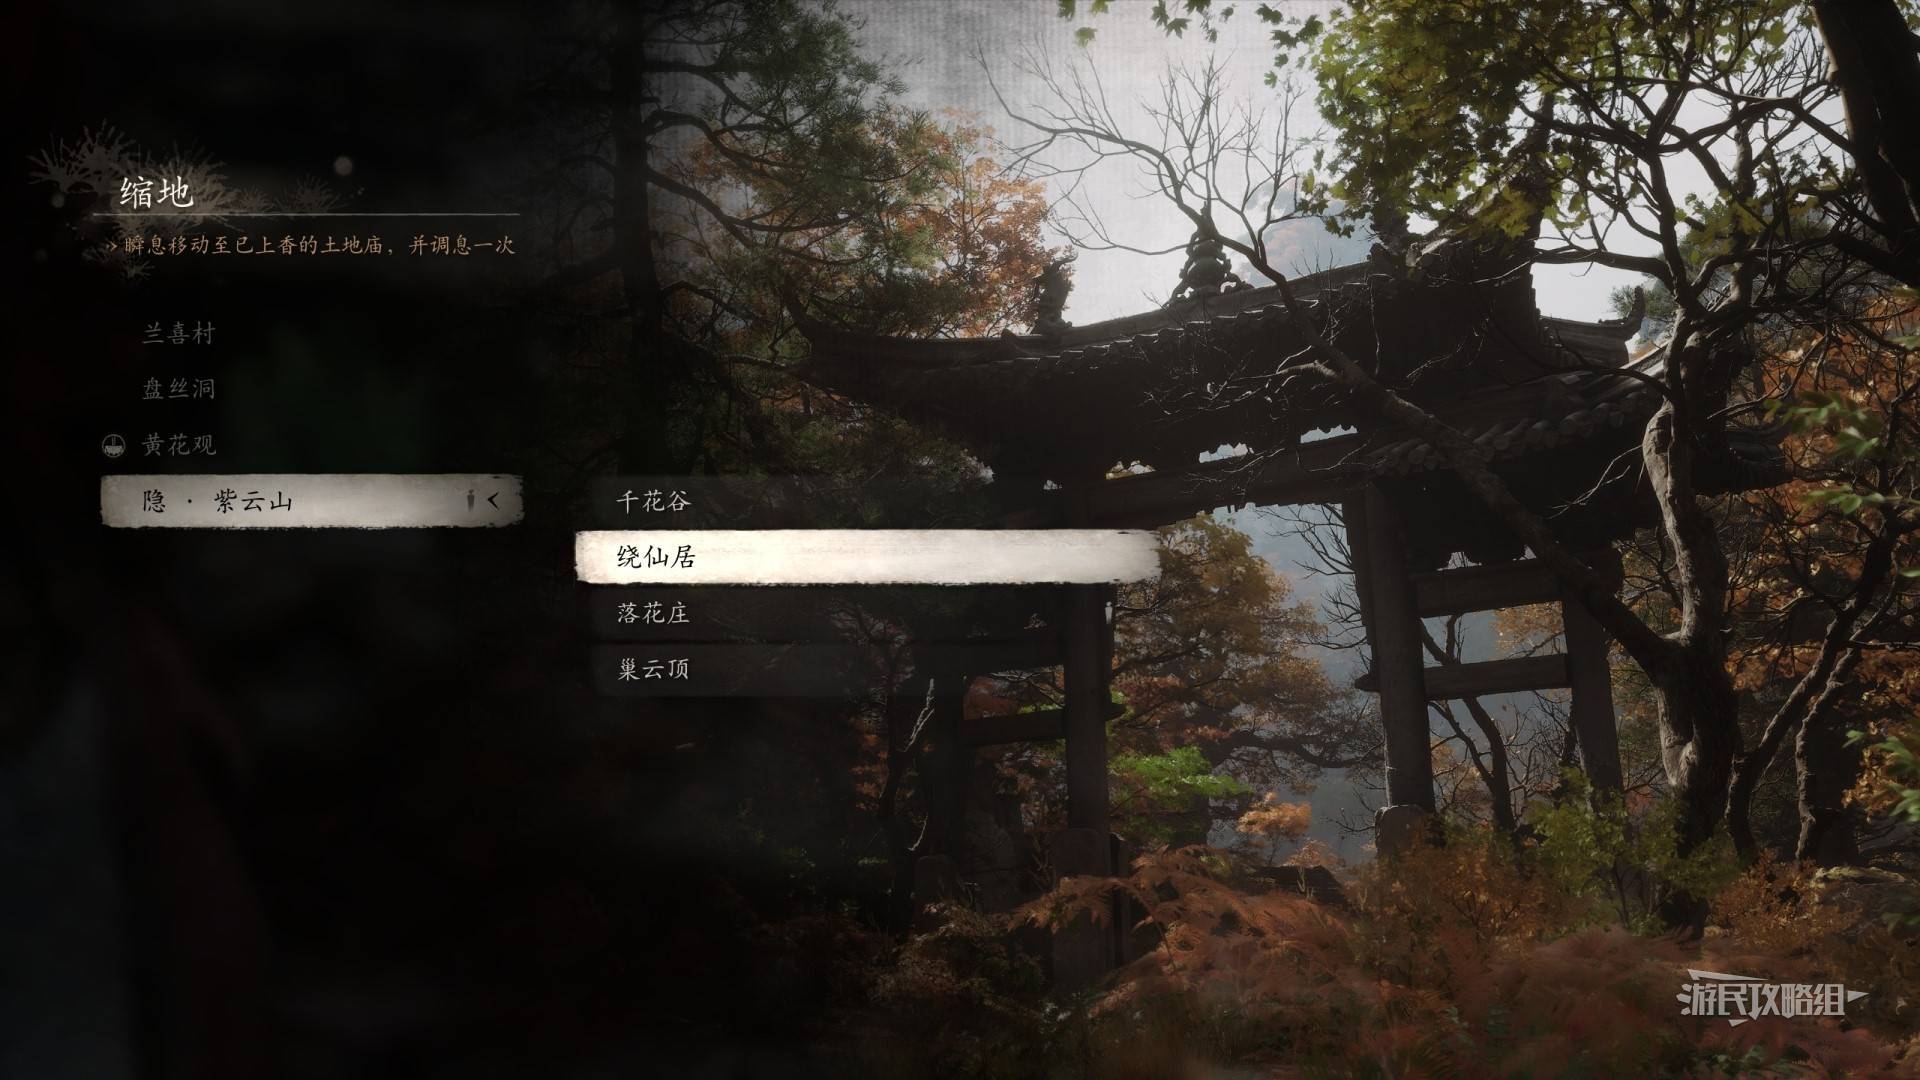 缩地
瞬息移动至已上香的土地庙，并调息一次
兰喜村
盘丝洞
黄花观
隐 · 紫云山
千花谷
绕仙居
落花庄
巢云顶
游民攻略组